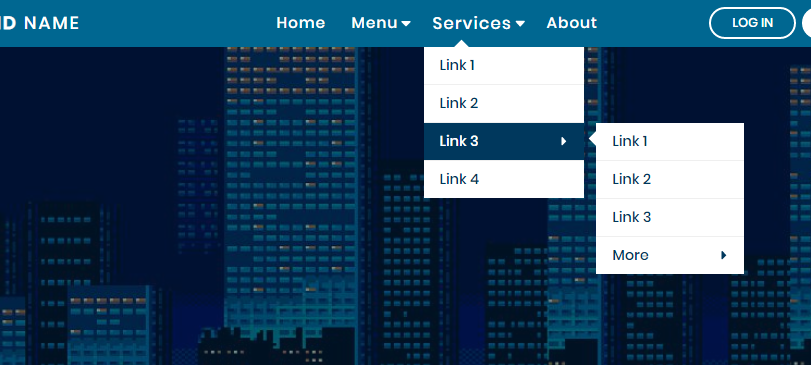 D NAME
Home
Menu
Services
About
LOG IN
Link 1
Link 2
Link 3
Link 4
Link 1
Link 2
Link 3
More